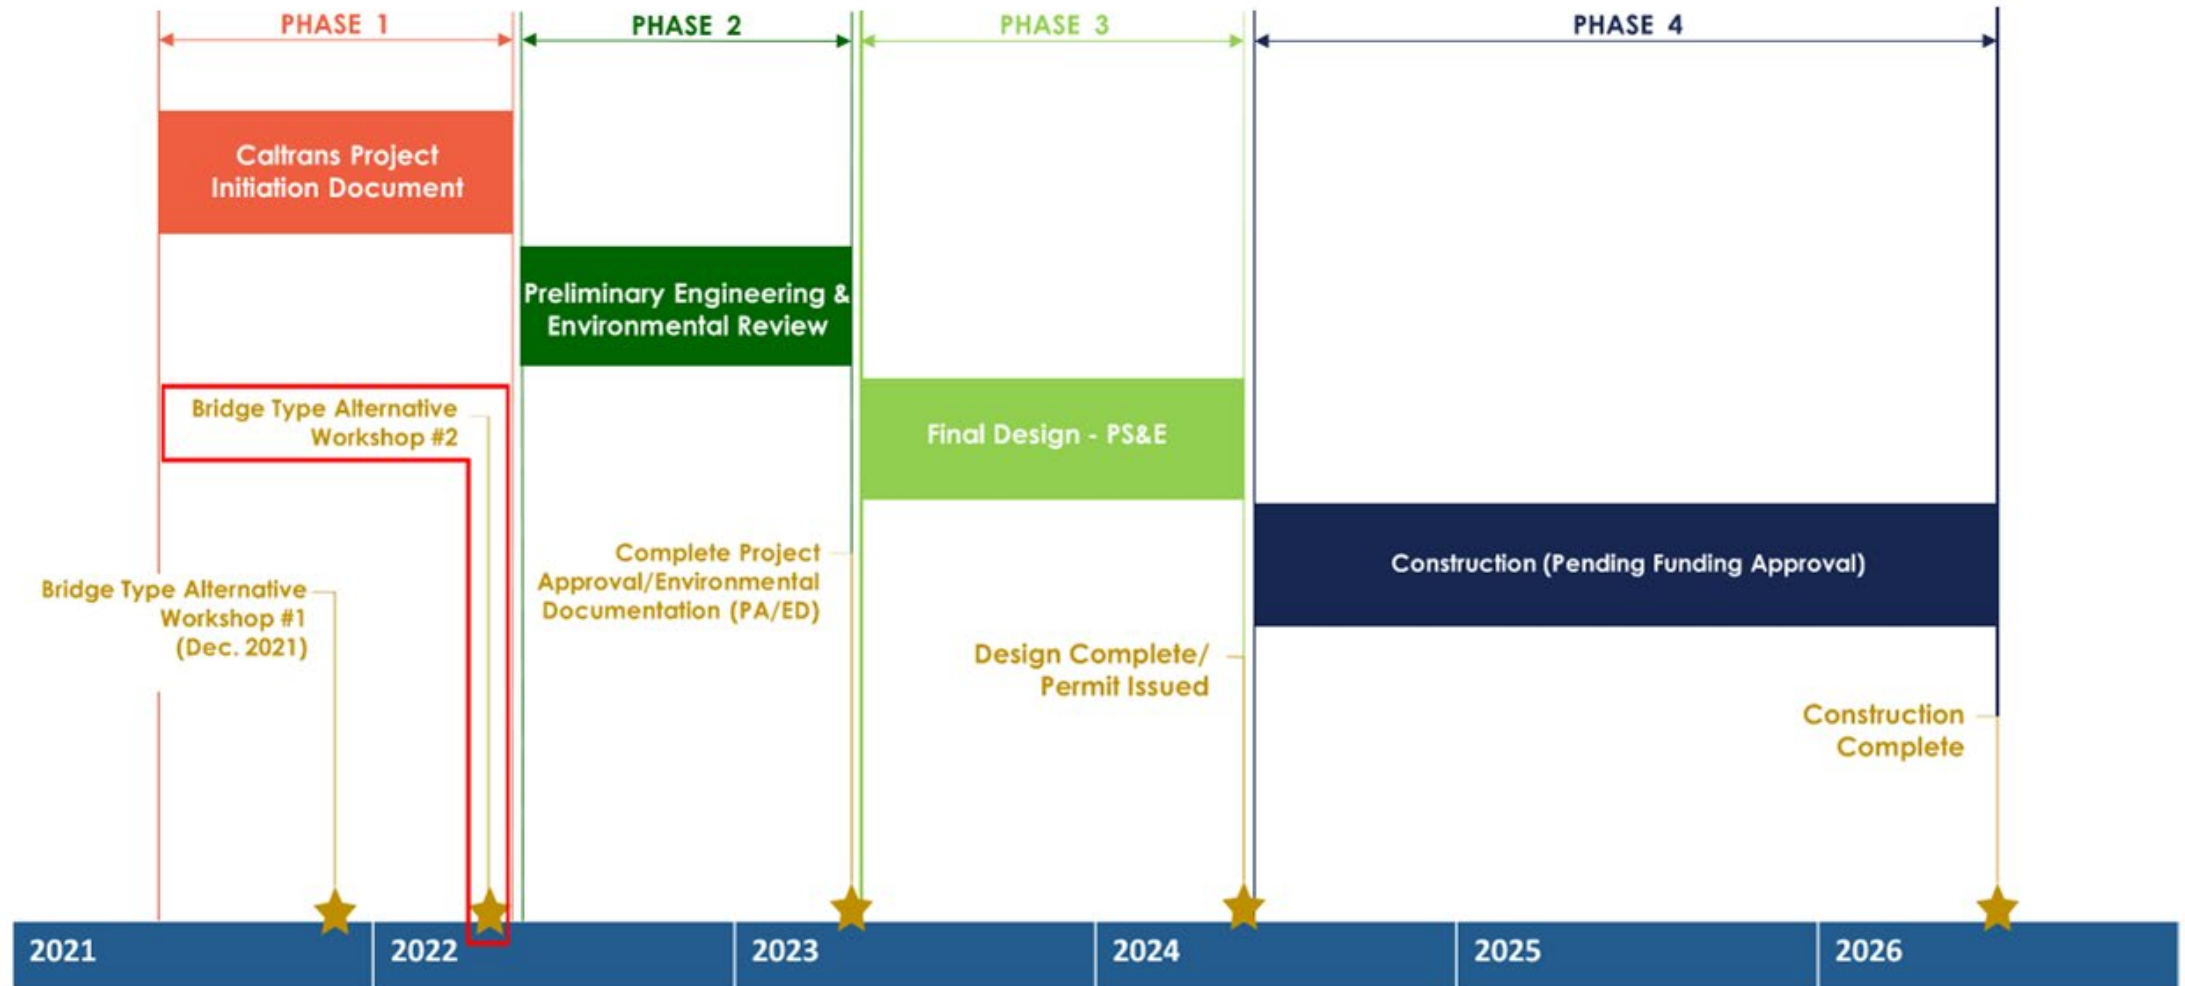 PHASE 1
PHASE 2
PHASE 3
PHASE 4
Caltrans Project
Initiation Document
Preliminary Engineering &
Environmental Review
Bridge Type Alternative
Workshop #2
Final Design - PS&E
Complete Project
Approval/Environmental
Documentation (PA/ED)
Construction (Pending Funding Approval)
Bridge Type Alternative
Workshop #1
(Dec. 2021)
Design Complete/
Permit Issued
Construction
Complete
2021
2022
2023
2024
2025
2026